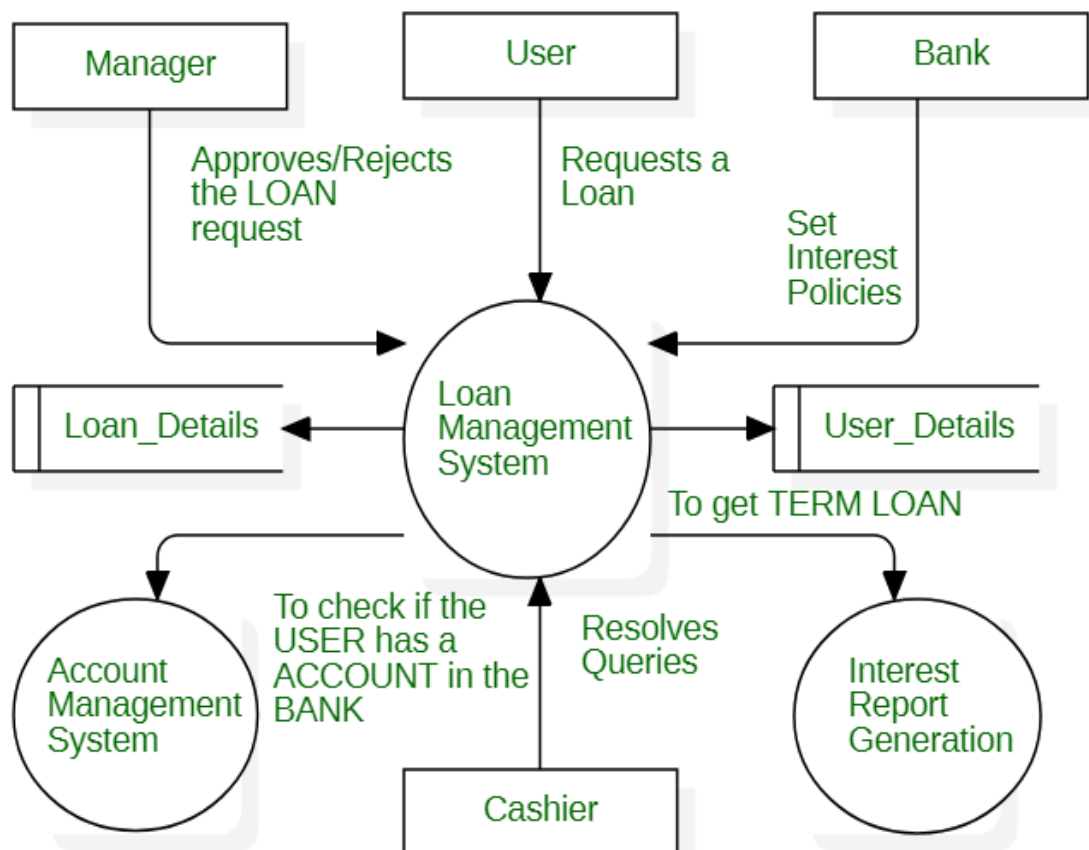 Manager
User
Bank
Approves/Rejects
the LOAN
request
Requests a
Loan
Set
Interest
Policies
Loan_Details
Loan
Management
System
User_Details
To get TERM LOAN
Account
Management
System
To check if the
USER has a
ACCOUNT in the
BANK
Resolves
Queries
Interest
Report
Generation
Cashier